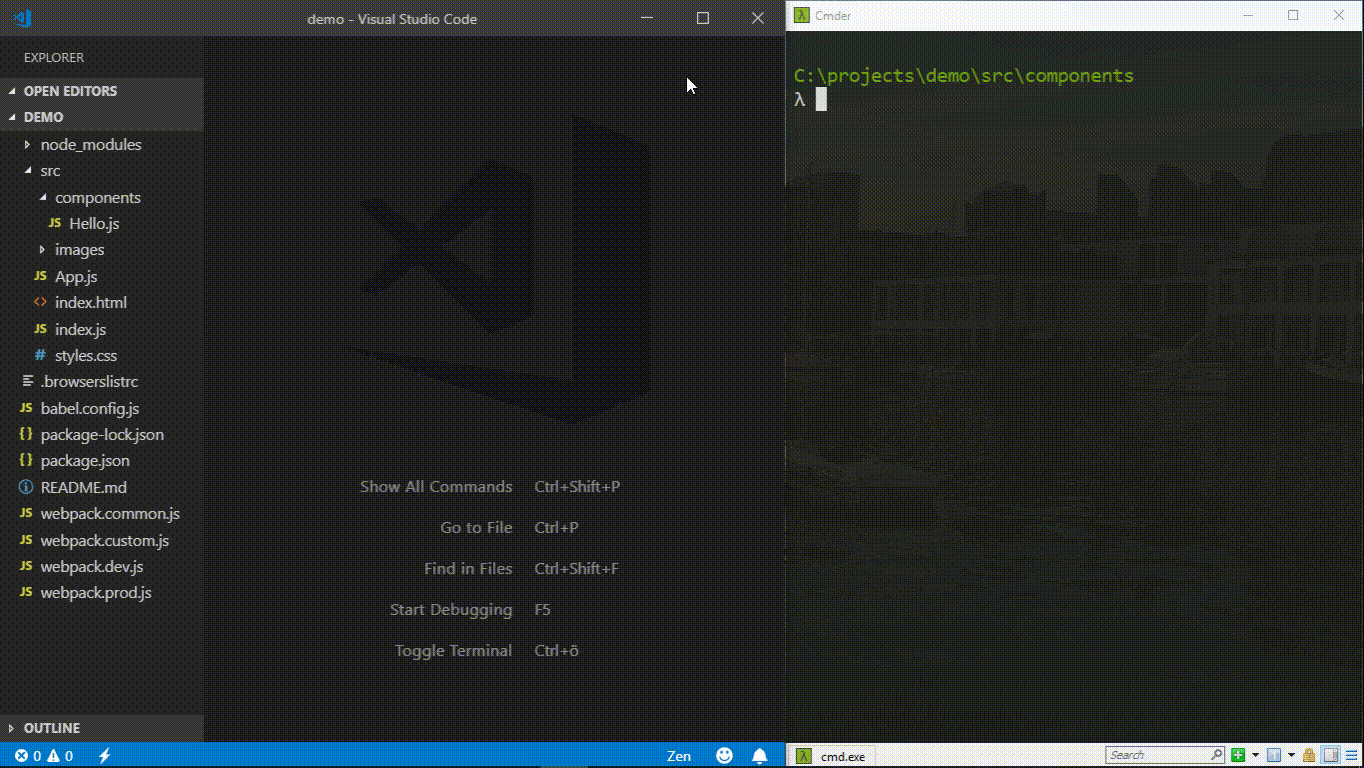 demo - Visual Studio Code
EXPLORER
OPEN EDITORS
DEMO
node_modules
src
components
JS Hello.js
images
JS App.js
<> index.html
JS index.js
# styles.css
.browserslistrc
JS babel.config.js
{} package-lock.json
{} package.json
README.md
JS webpack.common.js
JS webpack.custom.js
JS webpack.dev.js
JS webpack.prod.js
OUTLINE
Show All Commands Ctrl+Shift+P
Go to File Ctrl+P
Find in Files Ctrl+Shift+F
Start Debugging F5
Toggle Terminal Ctrl+ö
0 0 Zen
λ Cmder
C:\projects\demo\src\components
λ
λ cmd.exe
Search